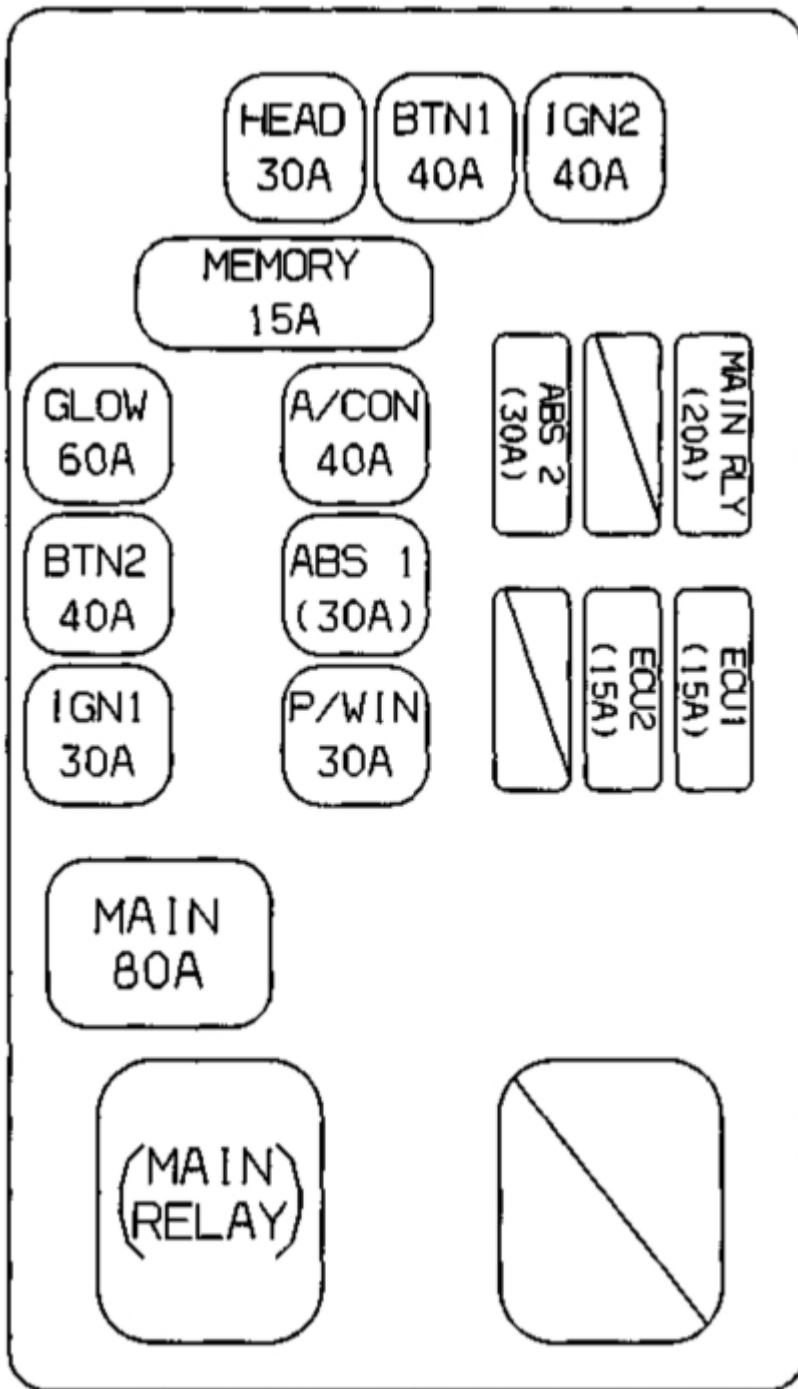 HEAD
30A
BTN1
40A
IGN2
40A
MEMORY
15A
GLOW
60A
A/CON
40A
ABS 2
(30A)
MAIN RLY
(20A)
BTN2
40A
ABS 1
(30A)
IGN1
30A
P/WIN
30A
ECU2
(15A)
ECU1
(15A)
MAIN
80A
(MAIN
RELAY)